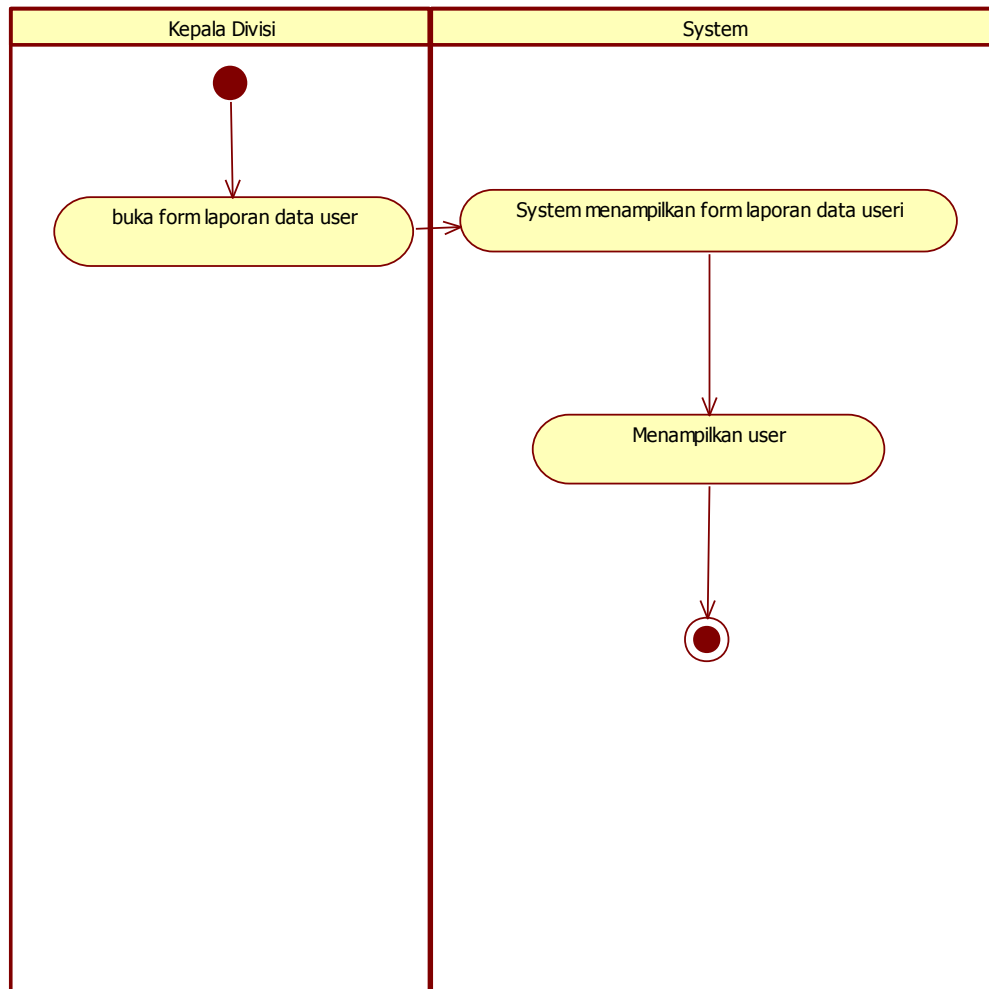 Kepala Divisi
System
buka form laporan data user
System menampilkan form laporan data useri
Menampilkan user